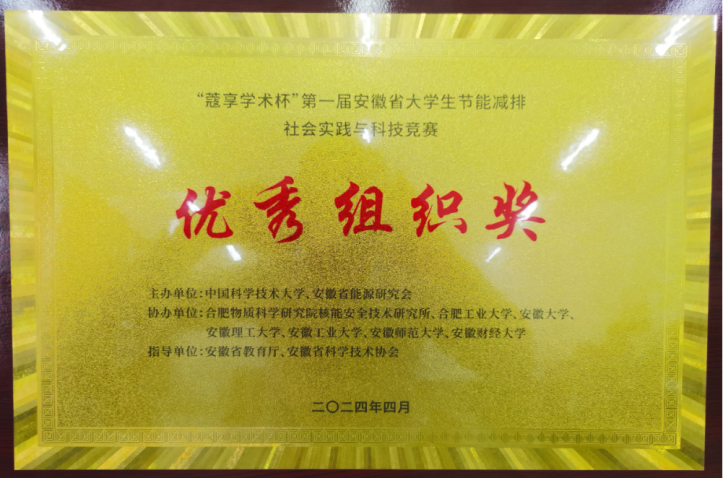 “蔻享学术杯”第一届安徽省大学生节能减排
社会实践与科技竞赛
优秀组织奖
主办单位:中国科学技术大学、安徽省能源研究会
协办单位:合肥物质科学研究院核能安全技术研究所、合肥工业大学、安徽大学、
安徽理工大学、安徽工业大学、安徽师范大学、安徽财经大学
指导单位:安徽省教育厅、安徽省科学技术协会
二〇二四年四月